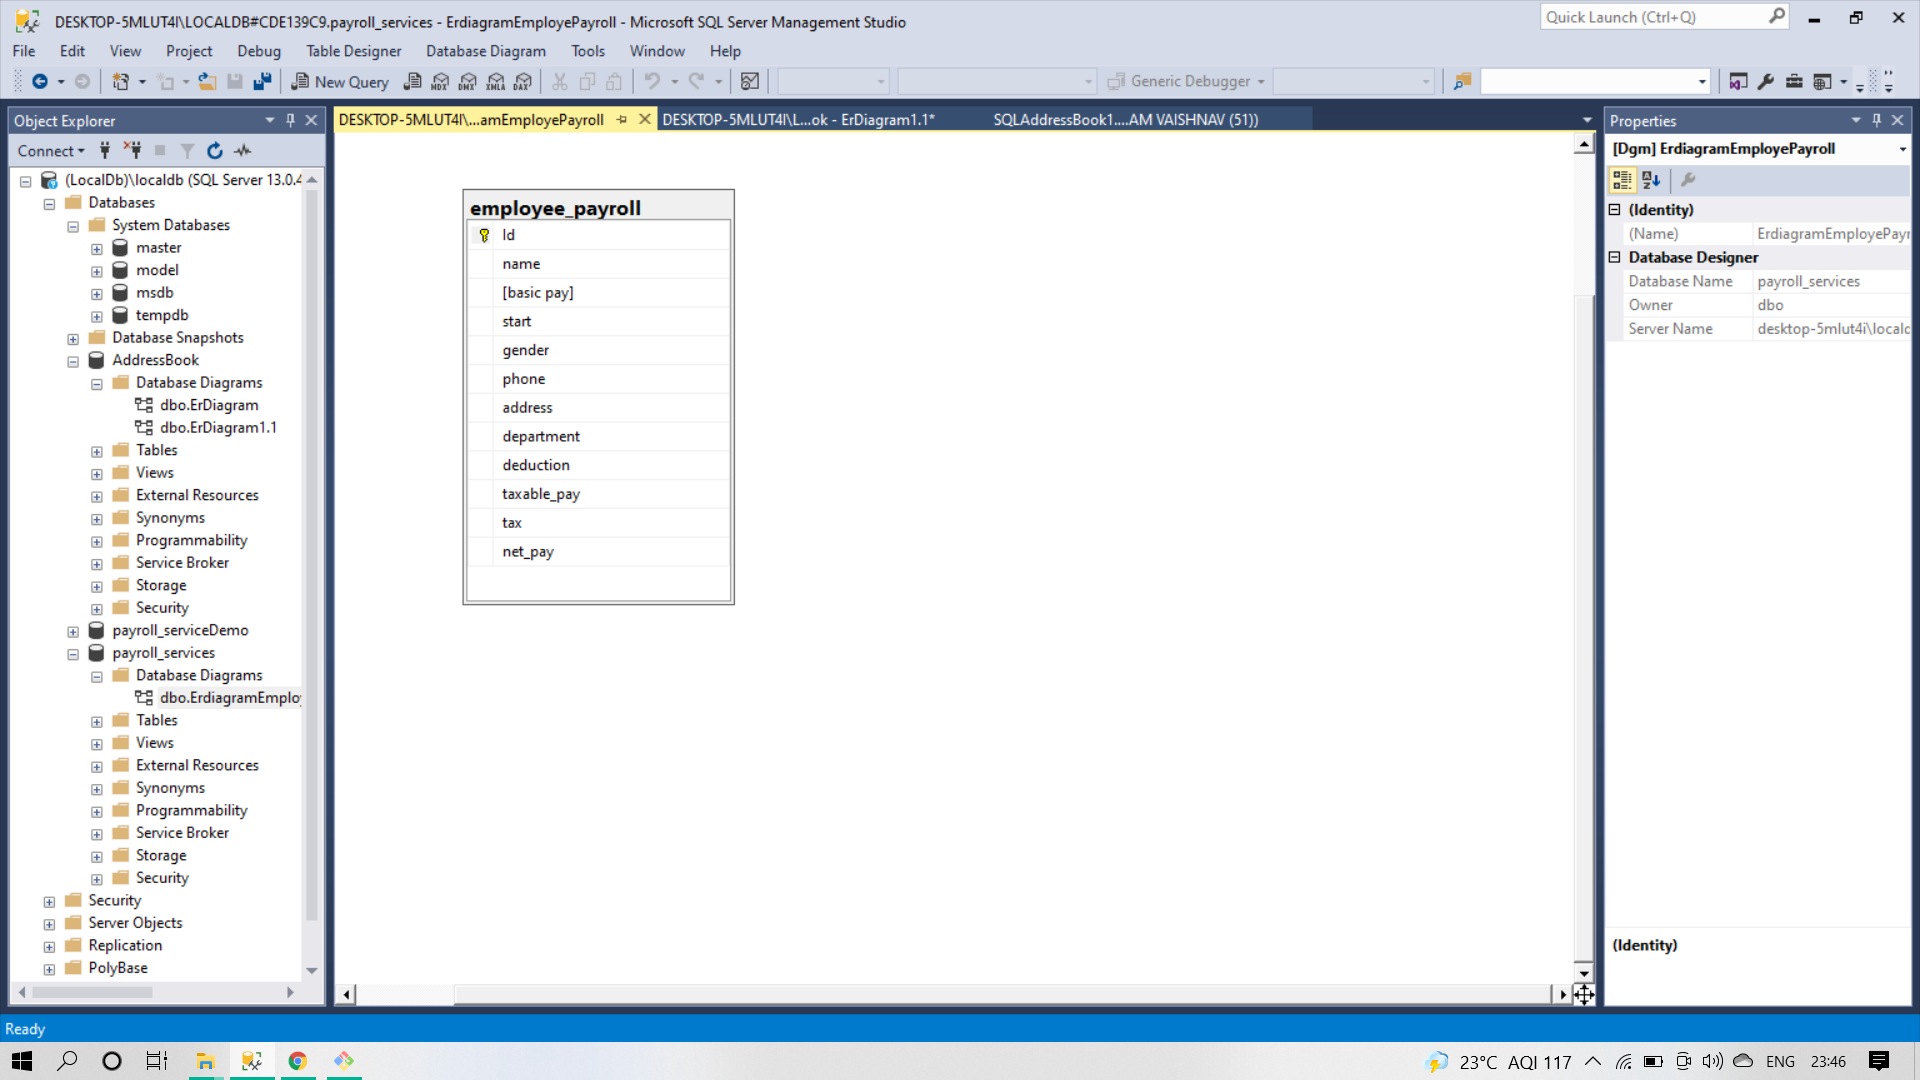 DESKTOP-5MLUT4I\LOCALDB#CDE139C9.payroll_services - ErdiagramEmployePayroll - Microsoft SQL Server Management Studio
Quick Launch (Ctrl+Q)
File Edit View Project Debug Table Designer Database Diagram Tools Window Help
New Query MDX DMX XMLA DAX Generic Debugger
Object Explorer
Connect
(LocalDb)\localdb (SQL Server 13.0.4
Databases
System Databases
master
model
msdb
tempdb
Database Snapshots
AddressBook
Database Diagrams
dbo.ErDiagram
dbo.ErDiagram1.1
Tables
Views
External Resources
Synonyms
Programmability
Service Broker
Storage
Security
payroll_serviceDemo
payroll_services
Database Diagrams
dbo.ErdiagramEmploy
Tables
Views
External Resources
Synonyms
Programmability
Service Broker
Storage
Security
Security
Server Objects
Replication
PolyBase
DESKTOP-5MLUT4I\...amEmployePayroll DESKTOP-5MLUT4I\L...ok - ErDiagram1.1* SQLAddressBook1....AM VAISHNAV (51))
employee_payroll
Id
name
[basic pay]
start
gender
phone
address
department
deduction
taxable_pay
tax
net_pay
Properties
[Dgm] ErdiagramEmployePayroll
(Identity)
(Name) ErdiagramEmployePayr
Database Designer
Database Name payroll_services
Owner dbo
Server Name desktop-5mlut4i\localc
(Identity)
Ready
23°C AQI 117 ENG 23:46